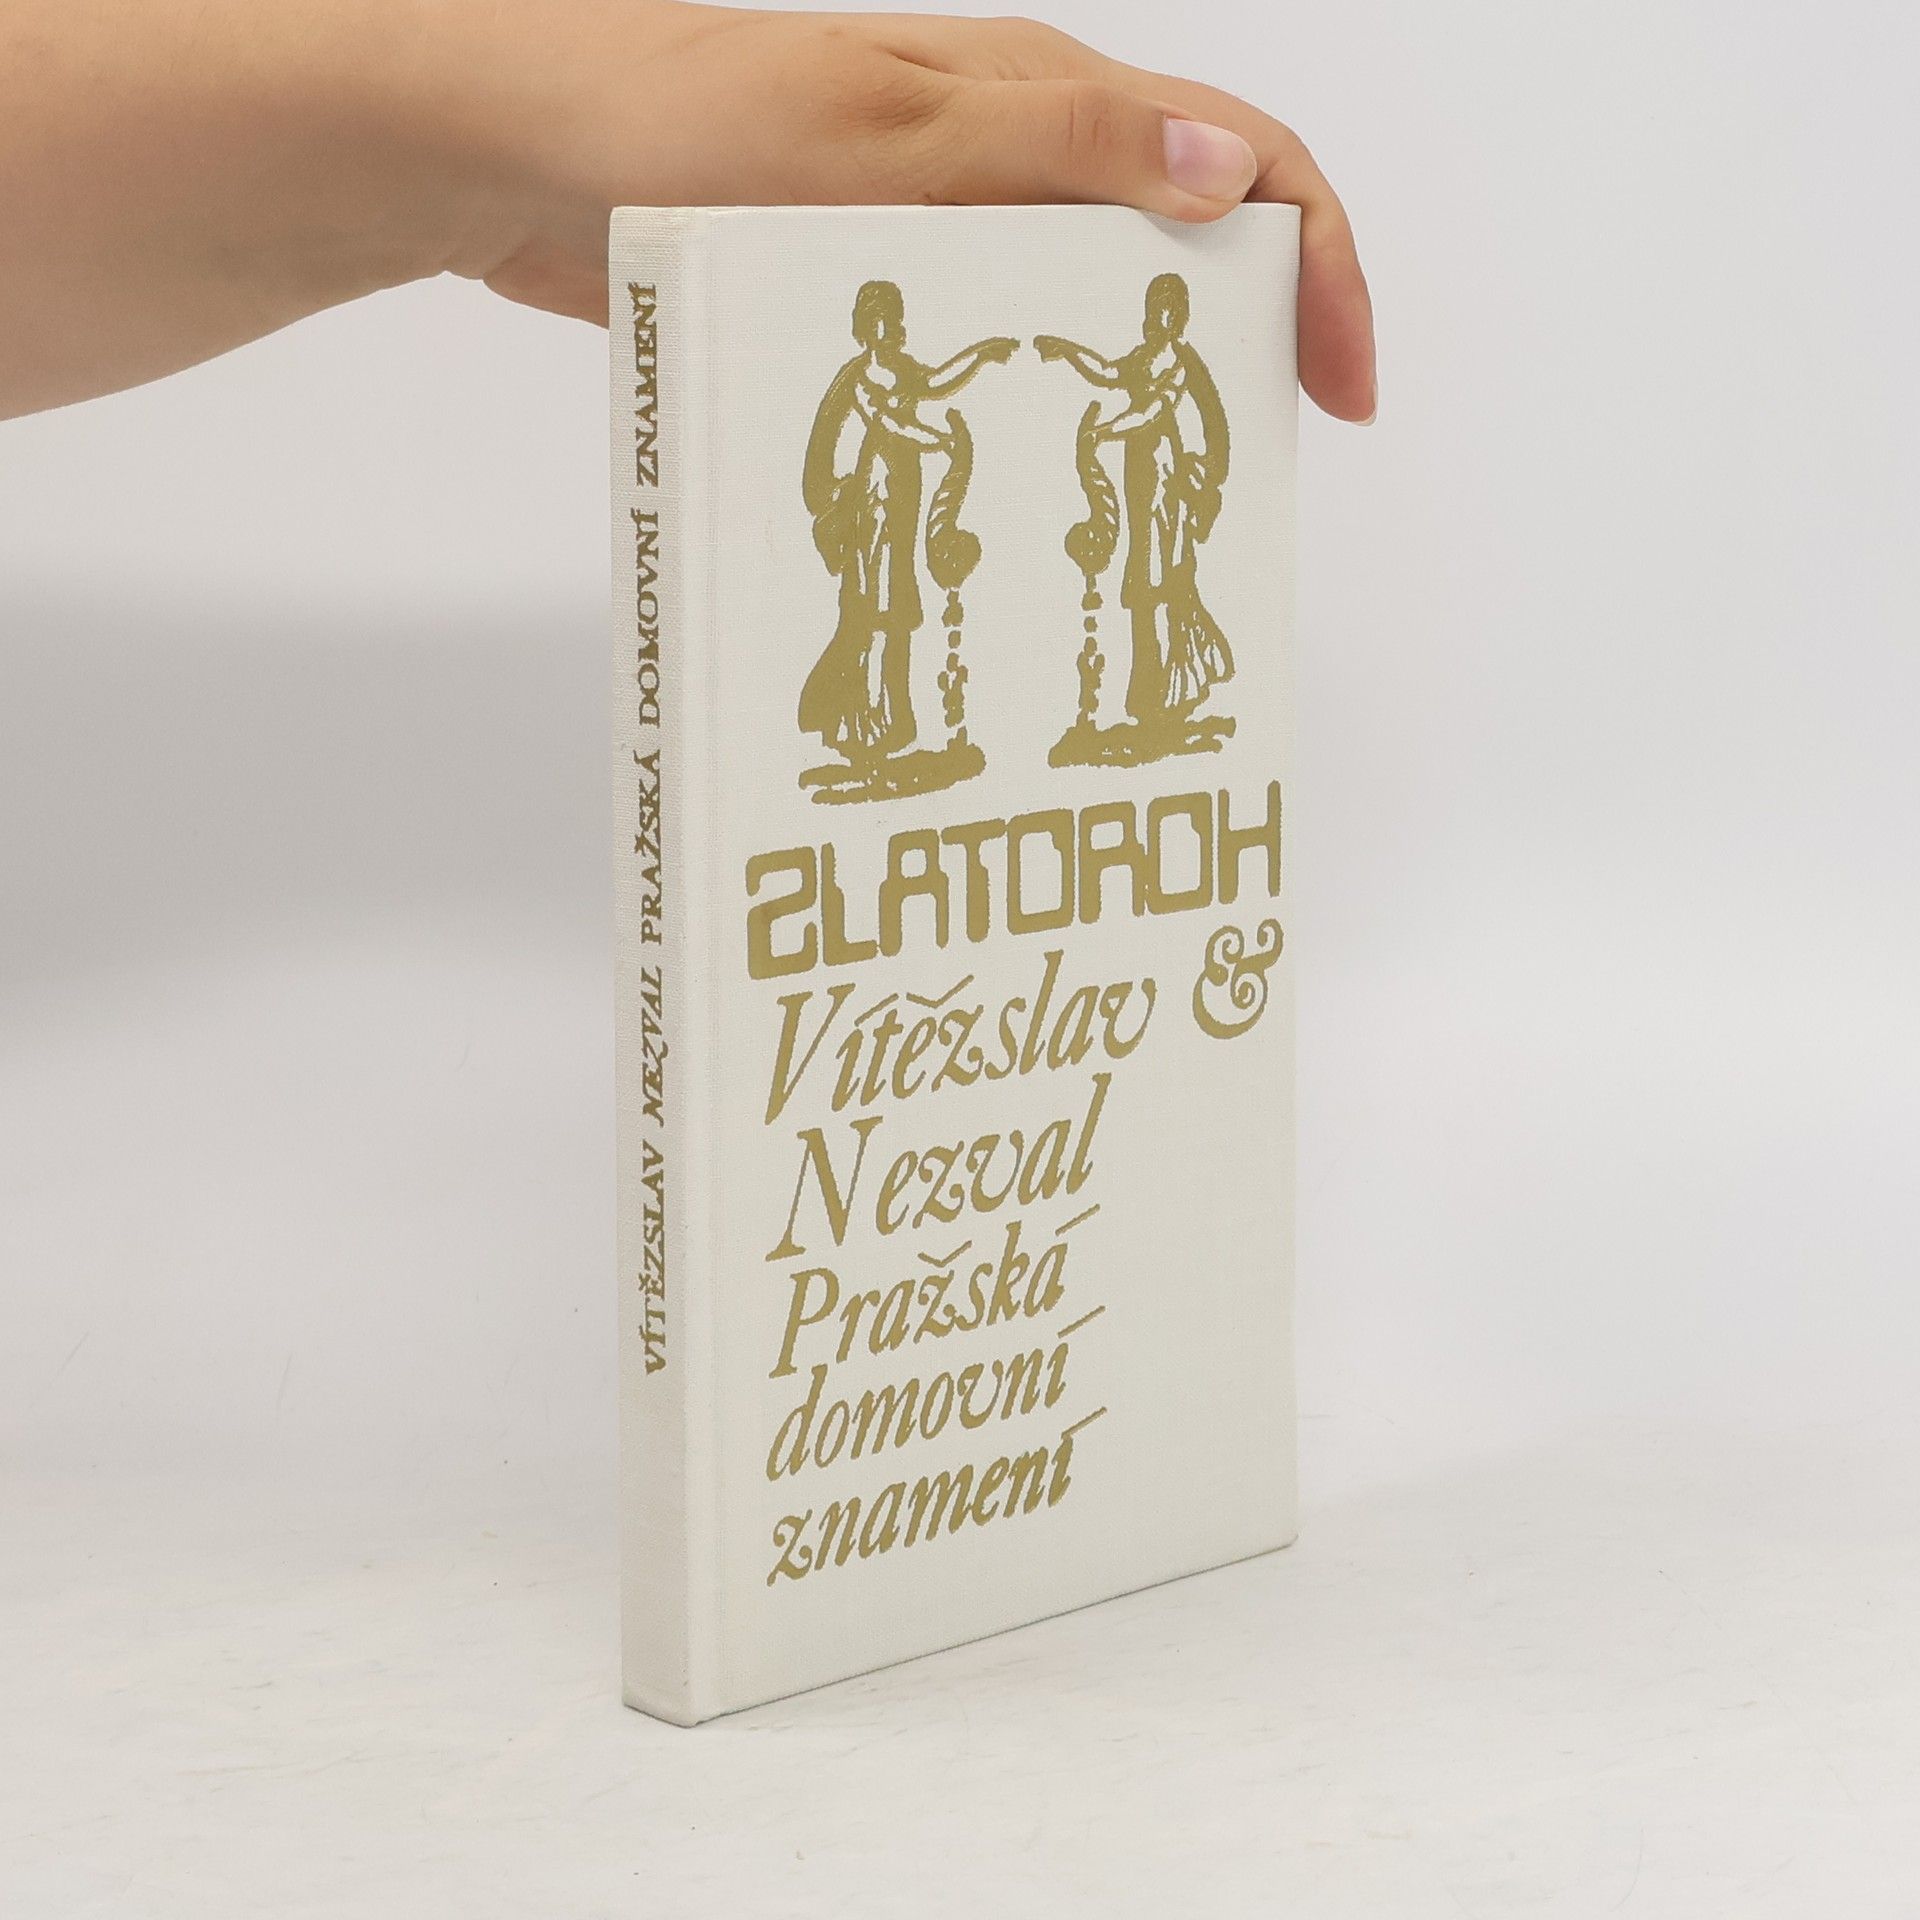 VÍTĚZSLAV NEZVAL PRAŽSKÁ DOMOVNÍ ZNAMENÍ
ZLATOROH
Vítězslav &
Nezval
Pražská
domovní
znamení